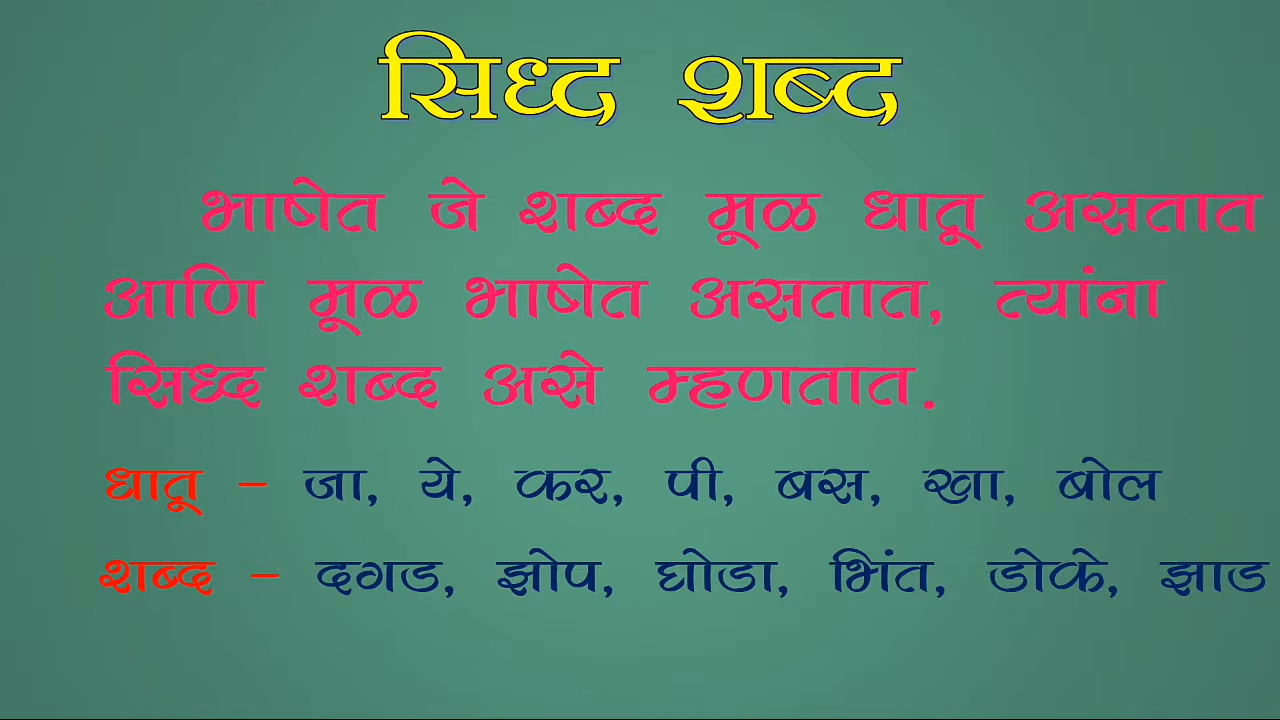 सिध्द शब्द
भाषेत जे शब्द मूळ धातू असतात
आणि मूळ भाषेत असतात, त्यांना
सिध्द शब्द असे म्हणतात.
धातू – जा, ये, कर, पी, बस, खा, बोल
शब्द – दगड, झोप, घोडा, भिंत, डोके, झाड